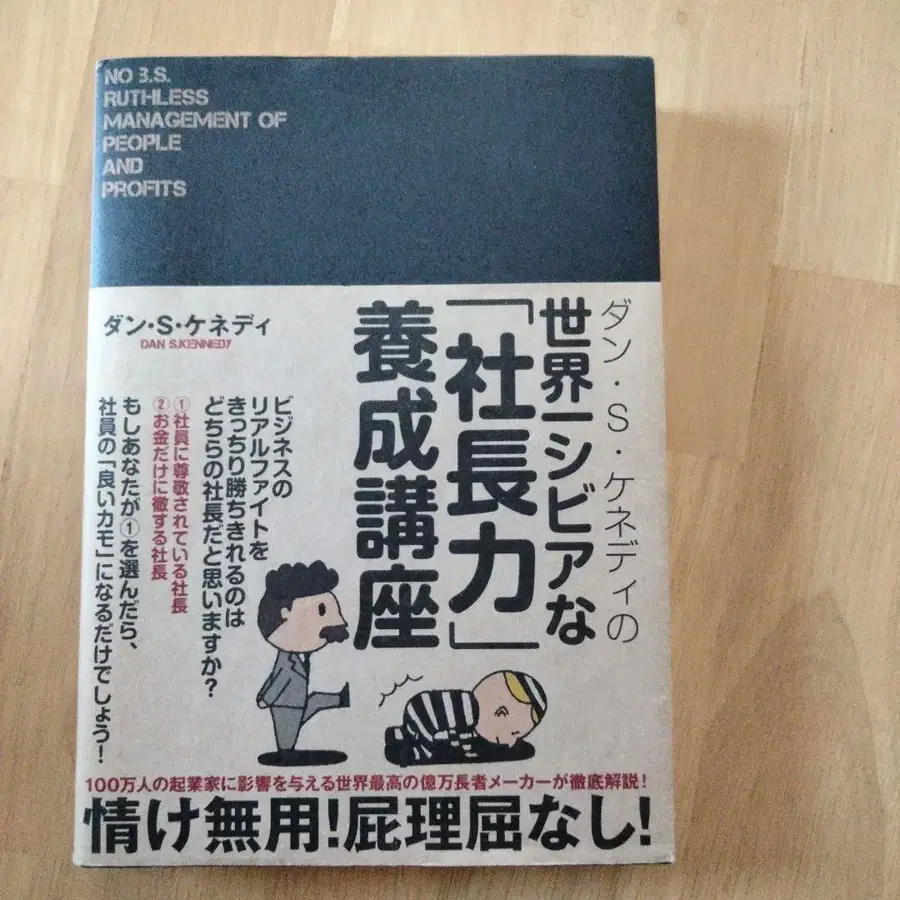 NO B.S.
RUTHLESS
MANAGEMENT OF
PEOPLE
AND
PROFITS
ダン・S・ケネディの
世界一シビアな
「社長力」
養成講座
ダン・S・ケネディ
DAN S.KENNEDY
ビジネスの
リアルファイトを
きっちり勝ちきれるのは
どちらの社長だと思いますか?
①社員に尊敬されている社長
②お金だけに徹する社長
もしあなたが①を選んだら、
社員の「良いカモ」になるだけでしょう!
100万人の起業家に影響を与える世界最高の億万長者メーカーが徹底解説!
情け無用!屁理屈なし!